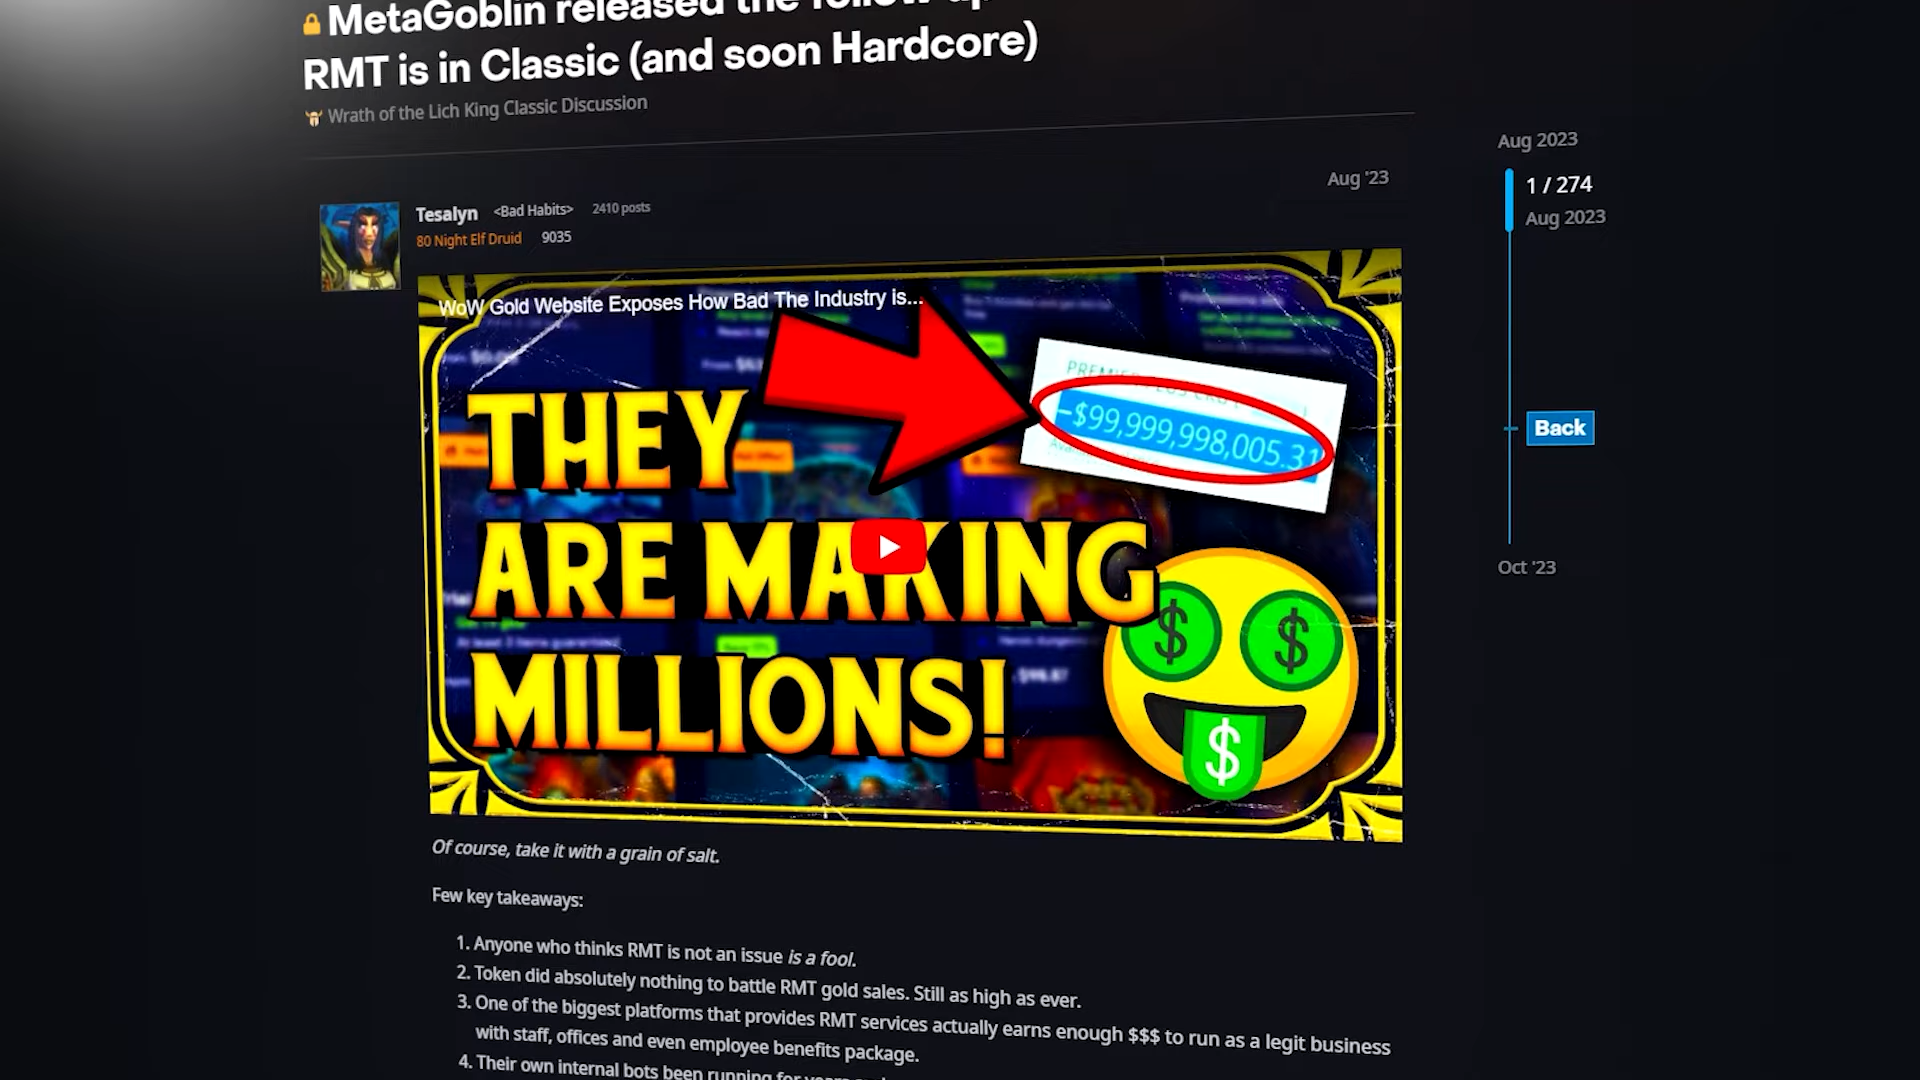 MetaGoblin released the follow up
RMT is in Classic (and soon Hardcore)
Wrath of the Lich King Classic Discussion
Aug '23
Tesalyn <Bad Habits> 2410 posts
80 Night Elf Druid 9035
WoW Gold Website Exposes How Bad The Industry is...
-$99,999,998,005.31
THEY
ARE MAKING
MILLIONS!
$ $
$
Of course, take it with a grain of salt.
Few key takeaways:
1. Anyone who thinks RMT is not an issue is a fool.
2. Token did absolutely nothing to battle RMT gold sales. Still as high as ever.
3. One of the biggest platforms that provides RMT services actually earns enough $$$ to run as a legit business
with staff, offices and even employee benefits package.
4. Their own internal bots been running for years
Aug 2023
1 / 274
Aug 2023
Back
Oct '23